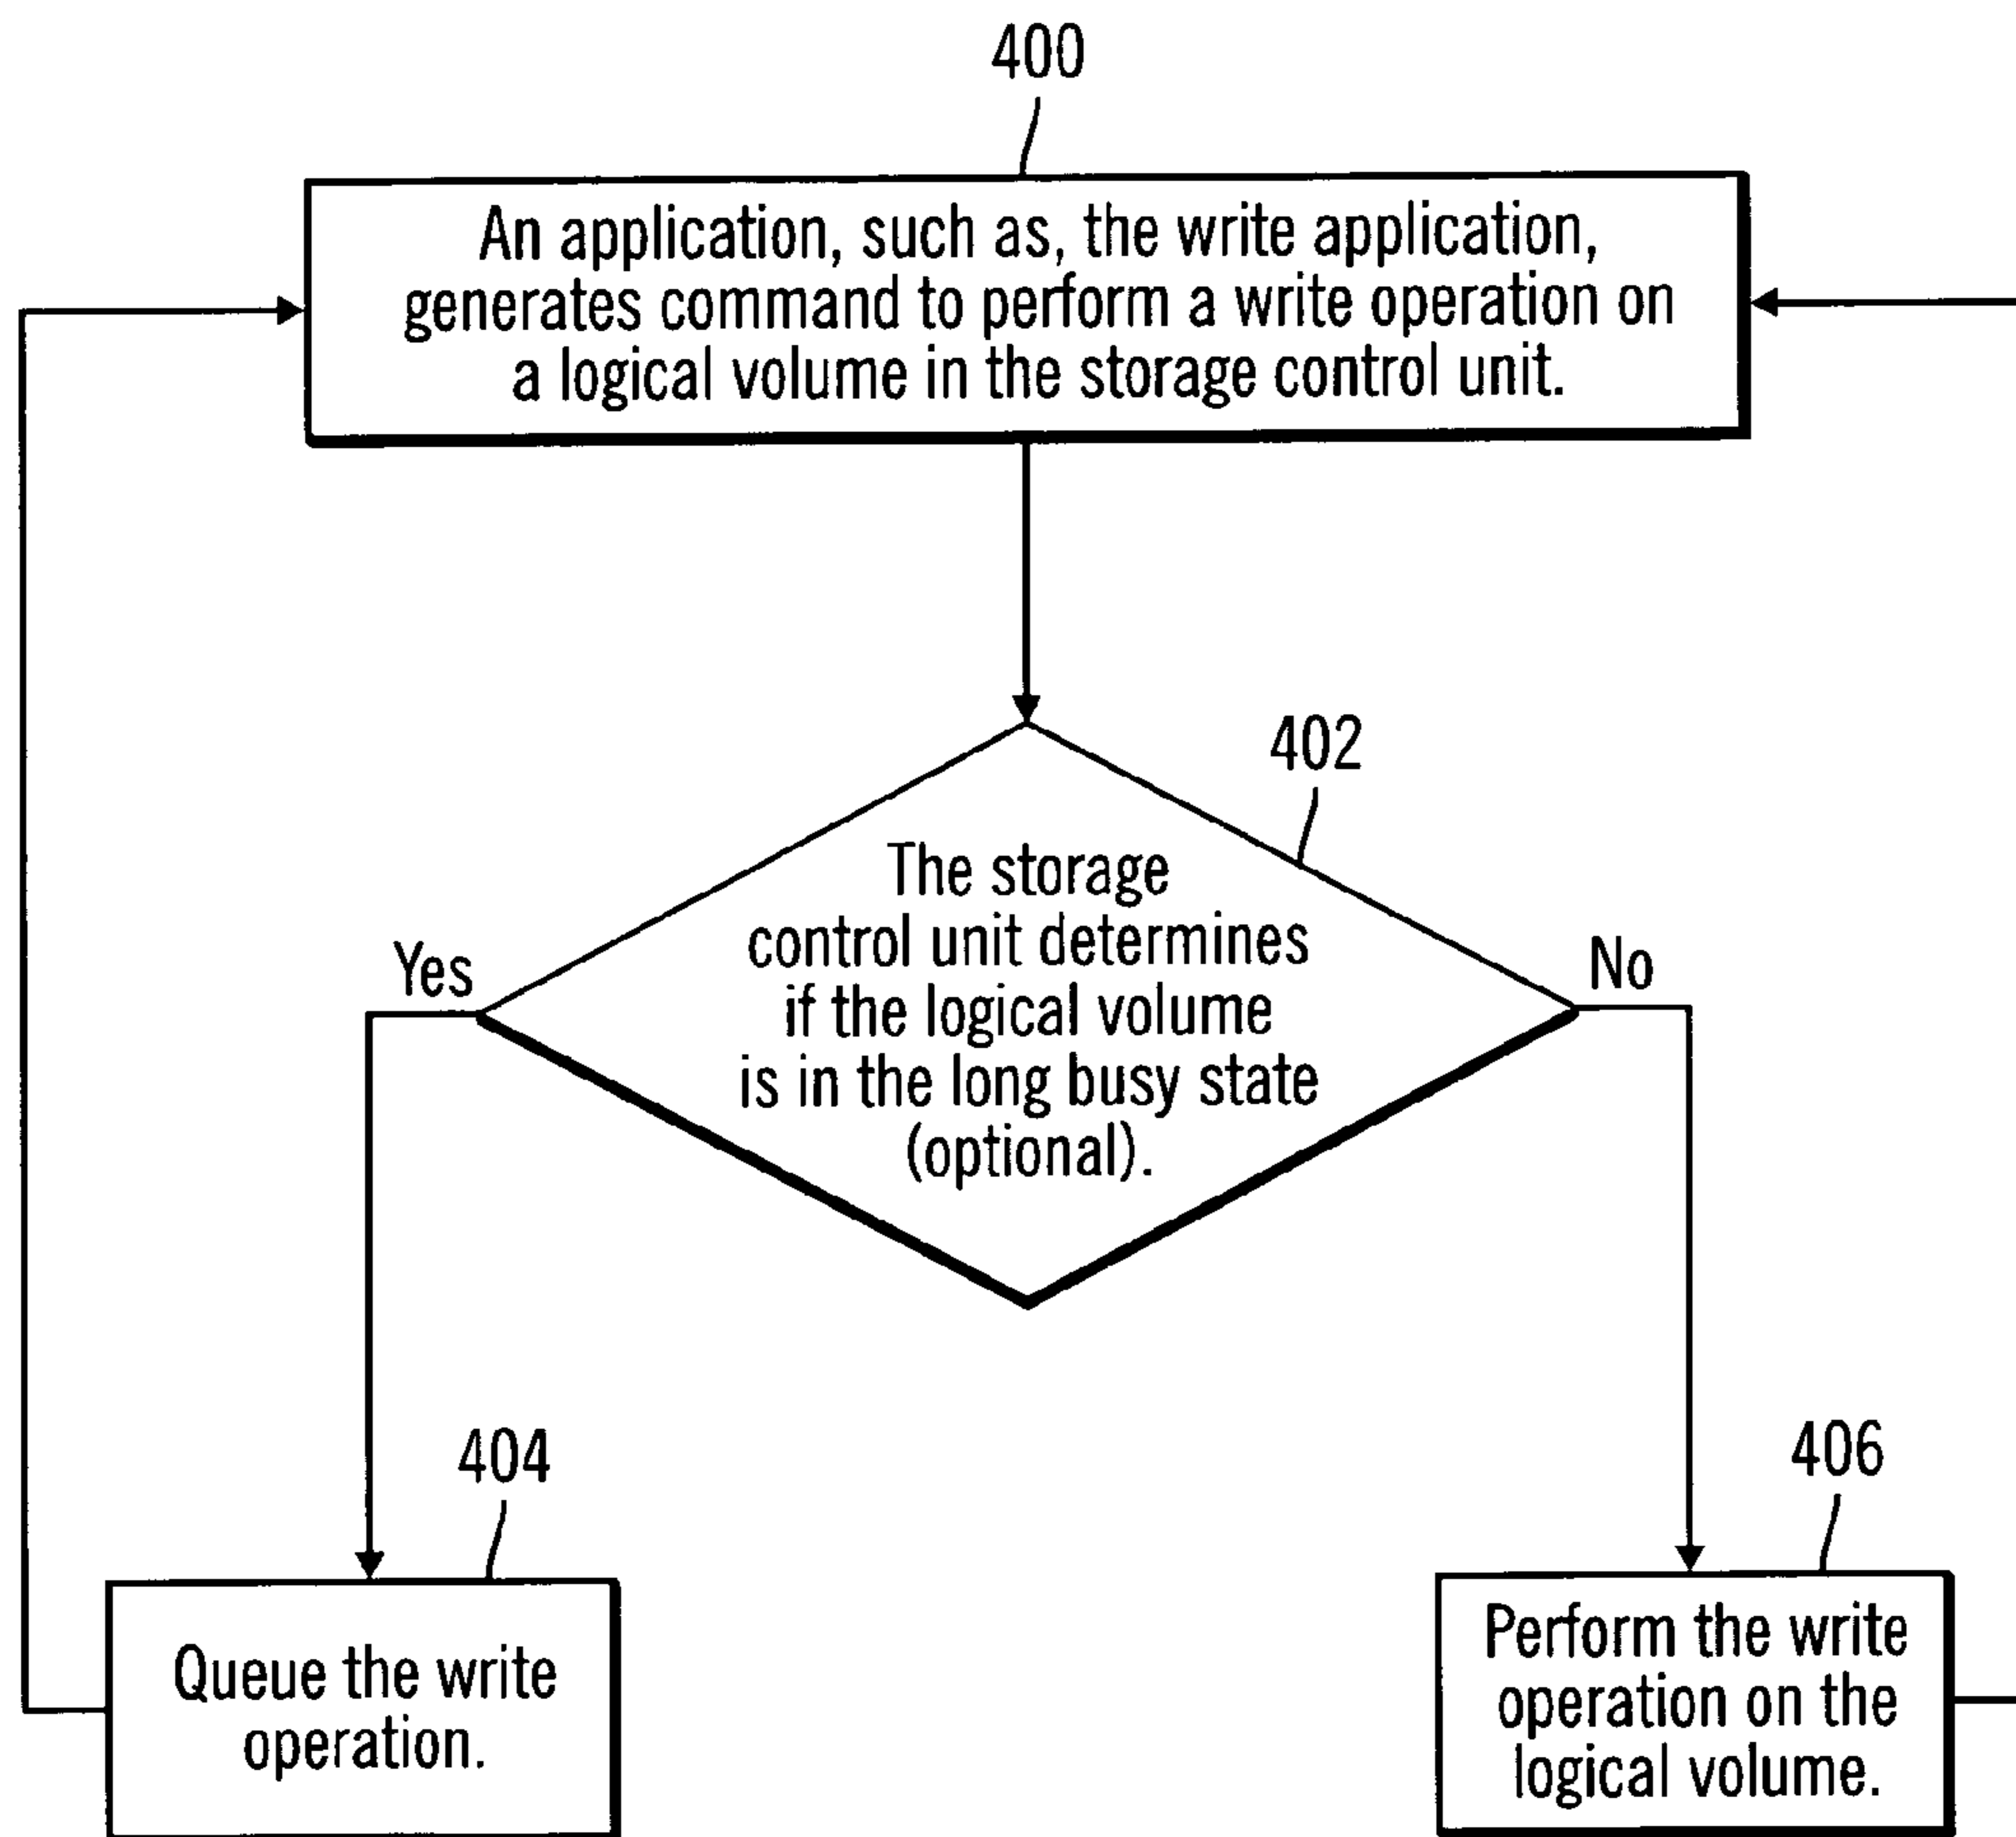 400
An application, such as, the write application,
generates command to perform a write operation on
a logical volume in the storage control unit.
402
The storage
control unit determines
if the logical volume
is in the long busy state
(optional).
Yes
No
404
Queue the write
operation.
406
Perform the write
operation on the
logical volume.